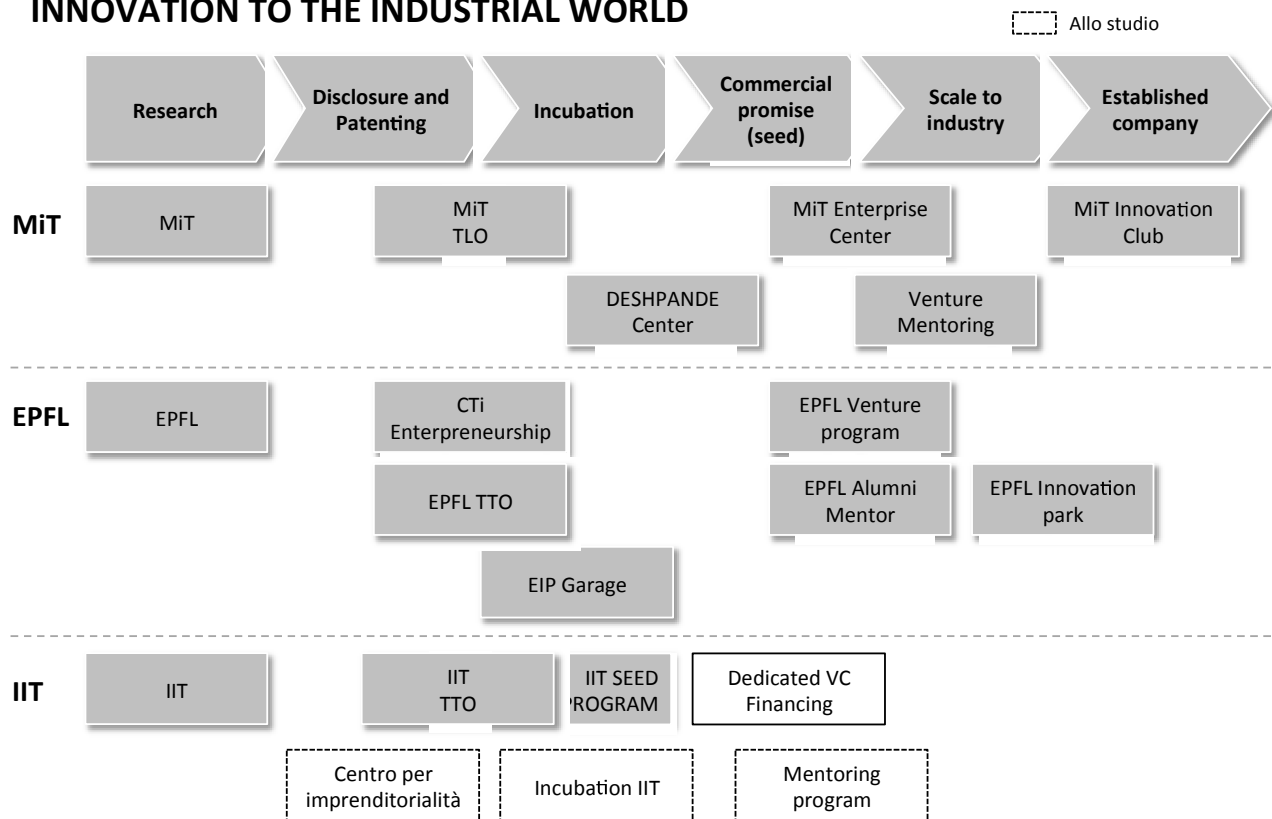 INNOVATION TO THE INDUSTRIAL WORLD
Allo studio
Research
Disclosure and
Patenting
Incubation
Commercial
promise
(seed)
Scale to
industry
Established
company
MiT
MiT
MiT
TLO
MiT Enterprise
Center
MiT Innovation
Club
DESHPANDE
Center
Venture
Mentoring
EPFL
EPFL
CTi
Enterpreneurship
EPFL Venture
program
EPFL TTO
EPFL Alumni
Mentor
EPFL Innovation
park
EIP Garage
IIT
IIT
IIT
TTO
IIT SEED
PROGRAM
Dedicated VC
Financing
Centro per
imprenditorialità
Incubation IIT
Mentoring
program